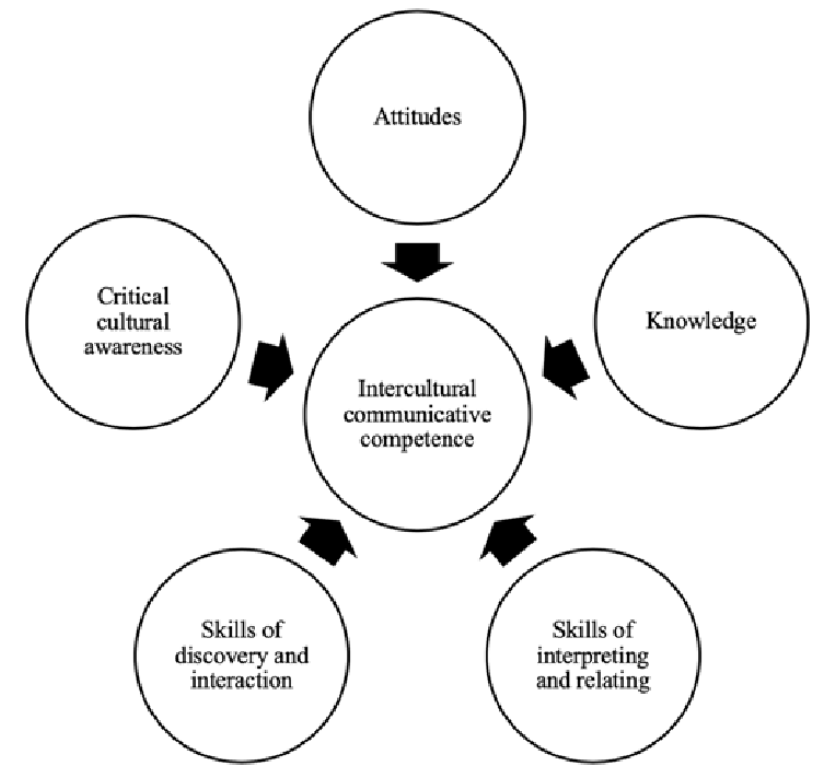 Attitudes
Critical
cultural
awareness
Knowledge
Intercultural
communicative
competence
Skills of
discovery and
interaction
Skills of
interpreting
and relating